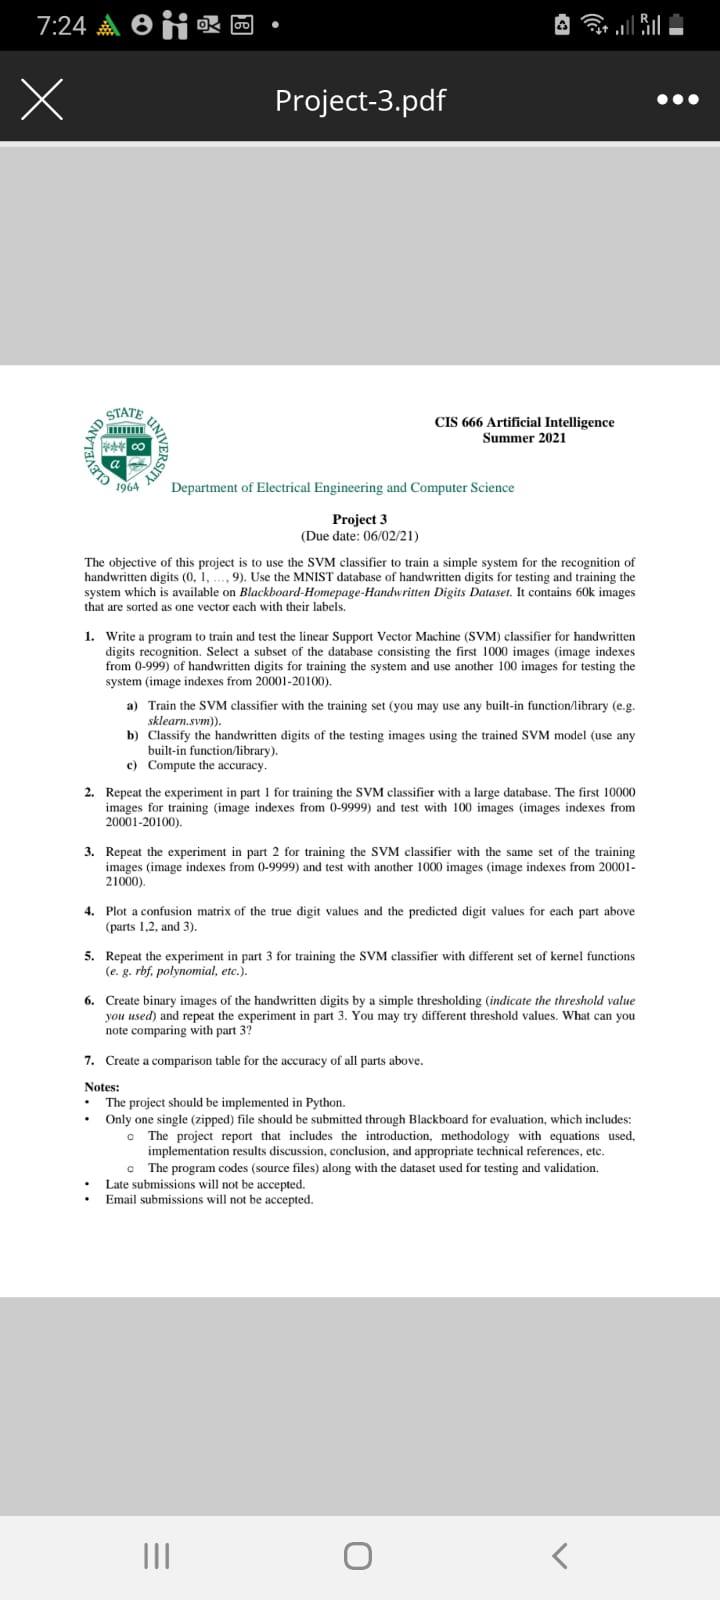 7:24
R
Project-3.pdf
CLEVELAND STATE UNIVERSITY
α
1964
CIS 666 Artificial Intelligence
Summer 2021
Department of Electrical Engineering and Computer Science
Project 3
(Due date: 06/02/21)
The objective of this project is to use the SVM classifier to train a simple system for the recognition of
handwritten digits (0, 1, …, 9). Use the MNIST database of handwritten digits for testing and training the
system which is available on Blackboard-Homepage-Handwritten Digits Dataset. It contains 60k images
that are sorted as one vector each with their labels.
1. Write a program to train and test the linear Support Vector Machine (SVM) classifier for handwritten
digits recognition. Select a subset of the database consisting the first 1000 images (image indexes
from 0-999) of handwritten digits for training the system and use another 100 images for testing the
system (image indexes from 20001-20100).
a) Train the SVM classifier with the training set (you may use any built-in function/library (e.g.
sklearn.svm)).
b) Classify the handwritten digits of the testing images using the trained SVM model (use any
built-in function/library).
c) Compute the accuracy.
2. Repeat the experiment in part 1 for training the SVM classifier with a large database. The first 10000
images for training (image indexes from 0-9999) and test with 100 images (images indexes from
20001-20100).
3. Repeat the experiment in part 2 for training the SVM classifier with the same set of the training
images (image indexes from 0-9999) and test with another 1000 images (image indexes from 20001-
21000).
4. Plot a confusion matrix of the true digit values and the predicted digit values for each part above
(parts 1,2, and 3).
5. Repeat the experiment in part 3 for training the SVM classifier with different set of kernel functions
(e. g. rbf, polynomial, etc.).
6. Create binary images of the handwritten digits by a simple thresholding (indicate the threshold value
you used) and repeat the experiment in part 3. You may try different threshold values. What can you
note comparing with part 3?
7. Create a comparison table for the accuracy of all parts above.
Notes:
• The project should be implemented in Python.
• Only one single (zipped) file should be submitted through Blackboard for evaluation, which includes:
o The project report that includes the introduction, methodology with equations used,
implementation results discussion, conclusion, and appropriate technical references, etc.
o The program codes (source files) along with the dataset used for testing and validation.
• Late submissions will not be accepted.
• Email submissions will not be accepted.